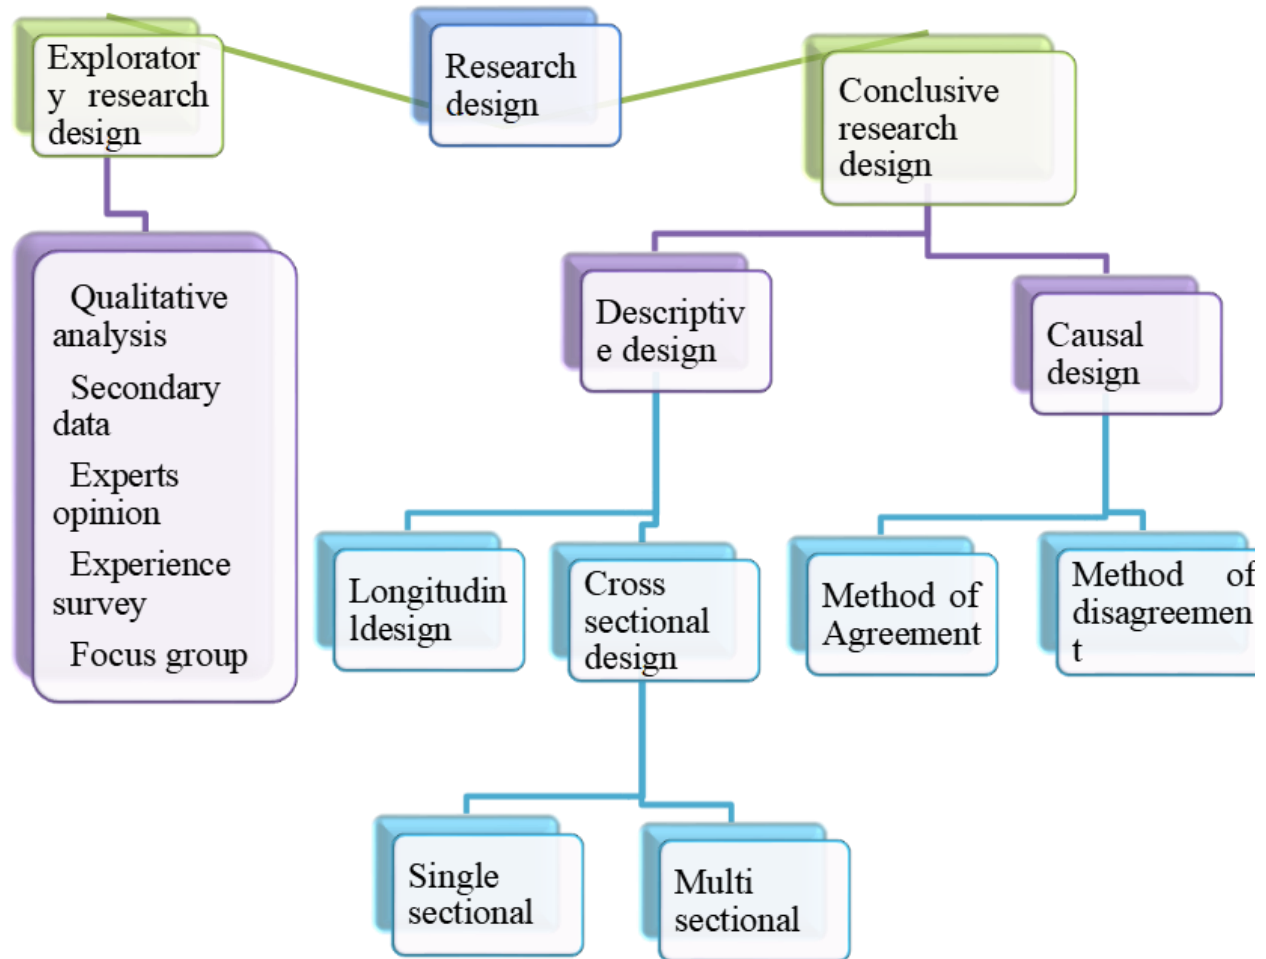 Explorator
y research
design
Research
design
Conclusive
research
design
Qualitative
analysis
Secondary
data
Experts
opinion
Experience
survey
Focus group
Descriptiv
e design
Causal
design
Longitudin
ldesign
Cross
sectional
design
Method of
Agreement
Method of
disagreemen
t
Single
sectional
Multi
sectional